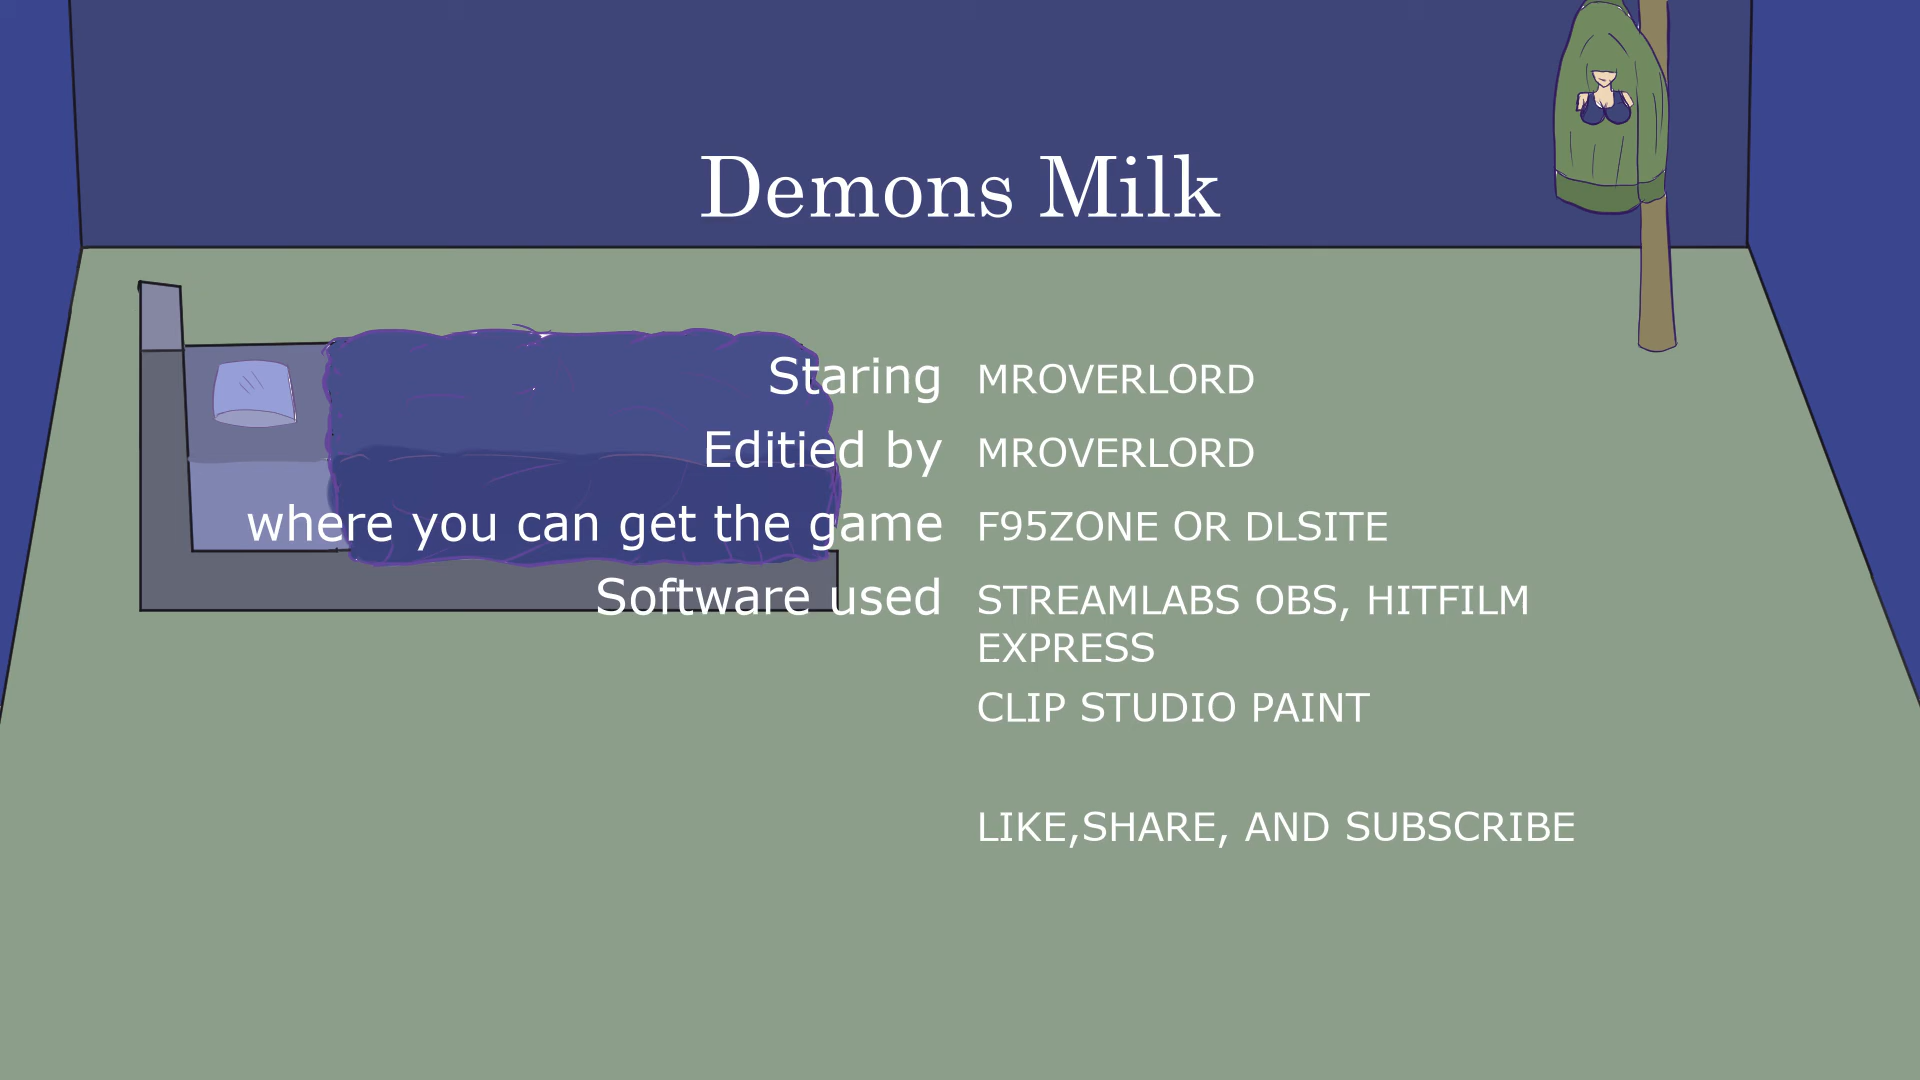 Demons Milk
Staring MROVERLORD
Editied by MROVERLORD
where you can get the game F95ZONE OR DLSITE
Software used STREAMLABS OBS, HITFILM
EXPRESS
CLIP STUDIO PAINT
LIKE,SHARE, AND SUBSCRIBE